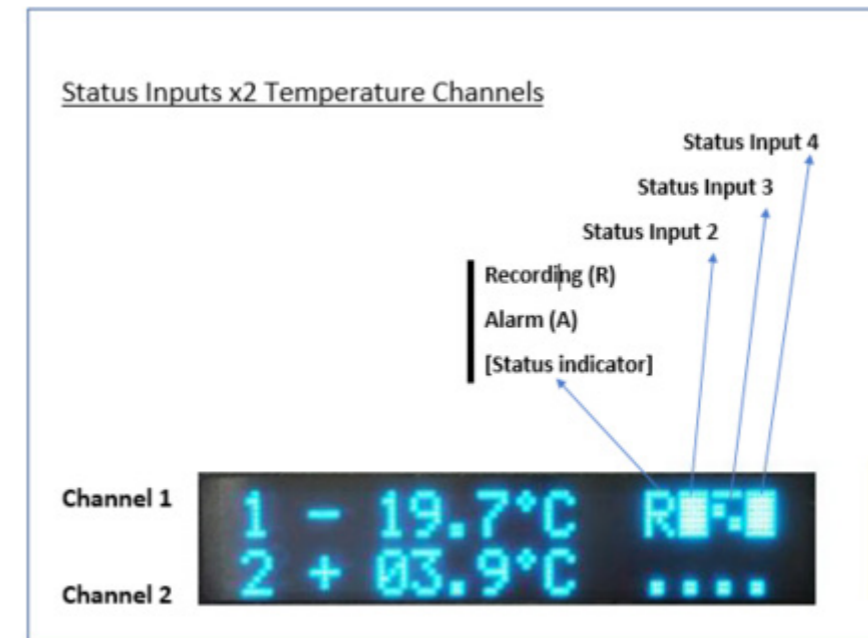 Status Inputs x2 Temperature Channels
Status Input 4
Status Input 3
Status Input 2
Recording (R)
Alarm (A)
[Status indicator]
Channel 1
1 - 19.7°C R
Channel 2
2 + 03.9°C ....